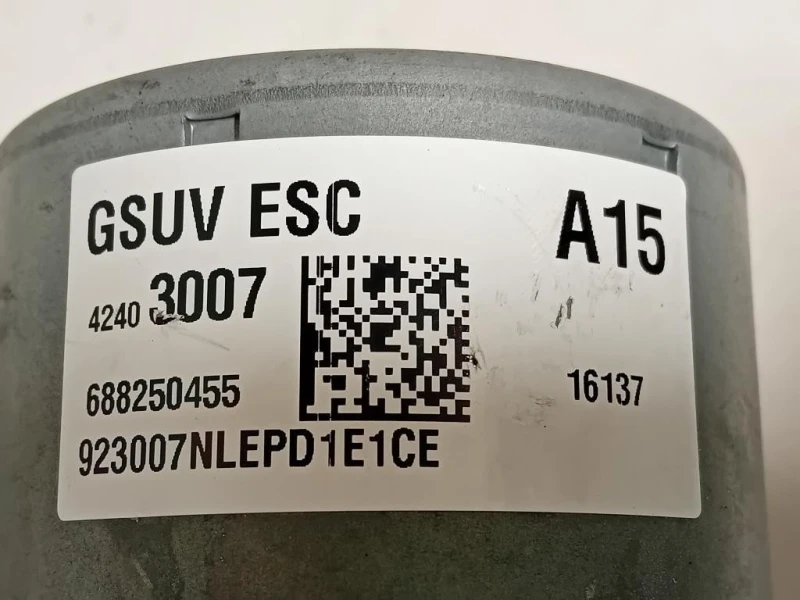 GSUV ESC A15
4240 3007
688250455 16137
923007NLEPD1E1CE